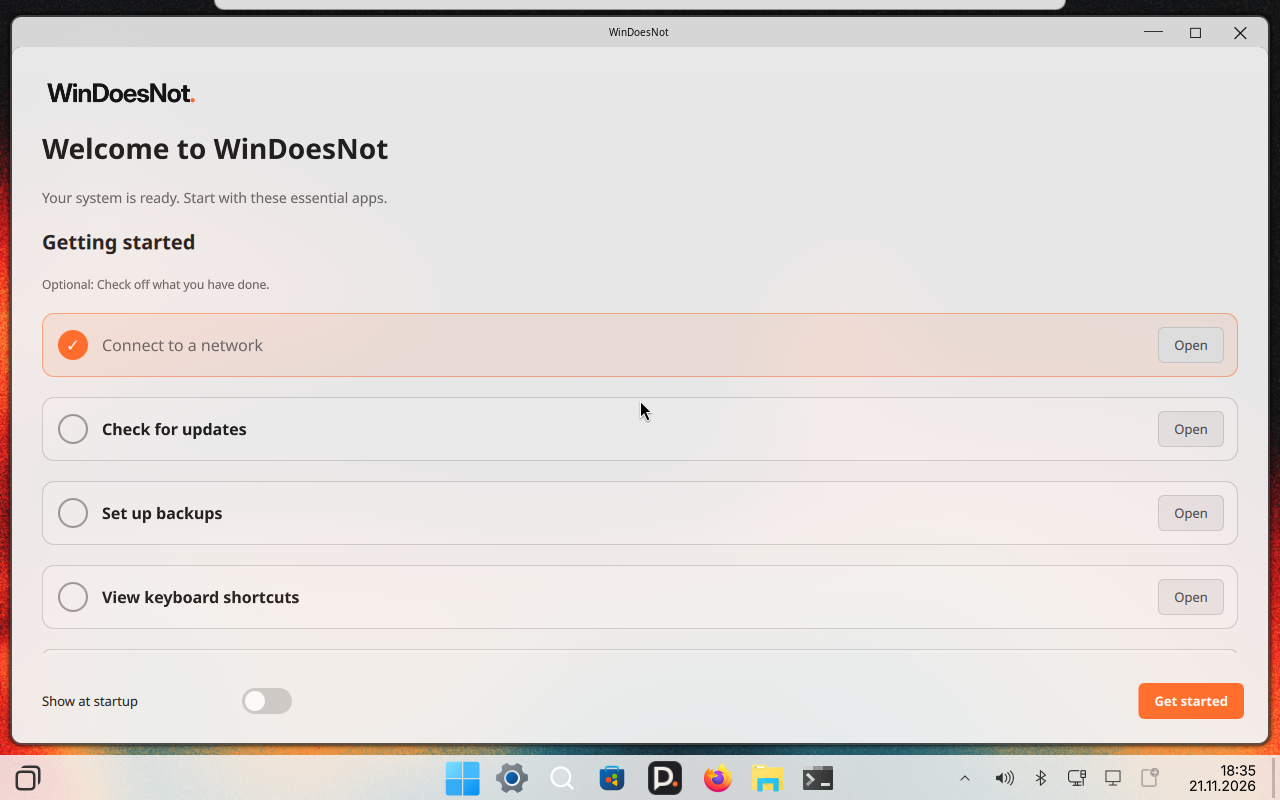 WinDoesNot
WinDoesNot.
Welcome to WinDoesNot
Your system is ready. Start with these essential apps.
Getting started
Optional: Check off what you have done.
Connect to a network
Open
Check for updates
Open
Set up backups
Open
View keyboard shortcuts
Open
Show at startup
Get started
18:35
21.11.2026